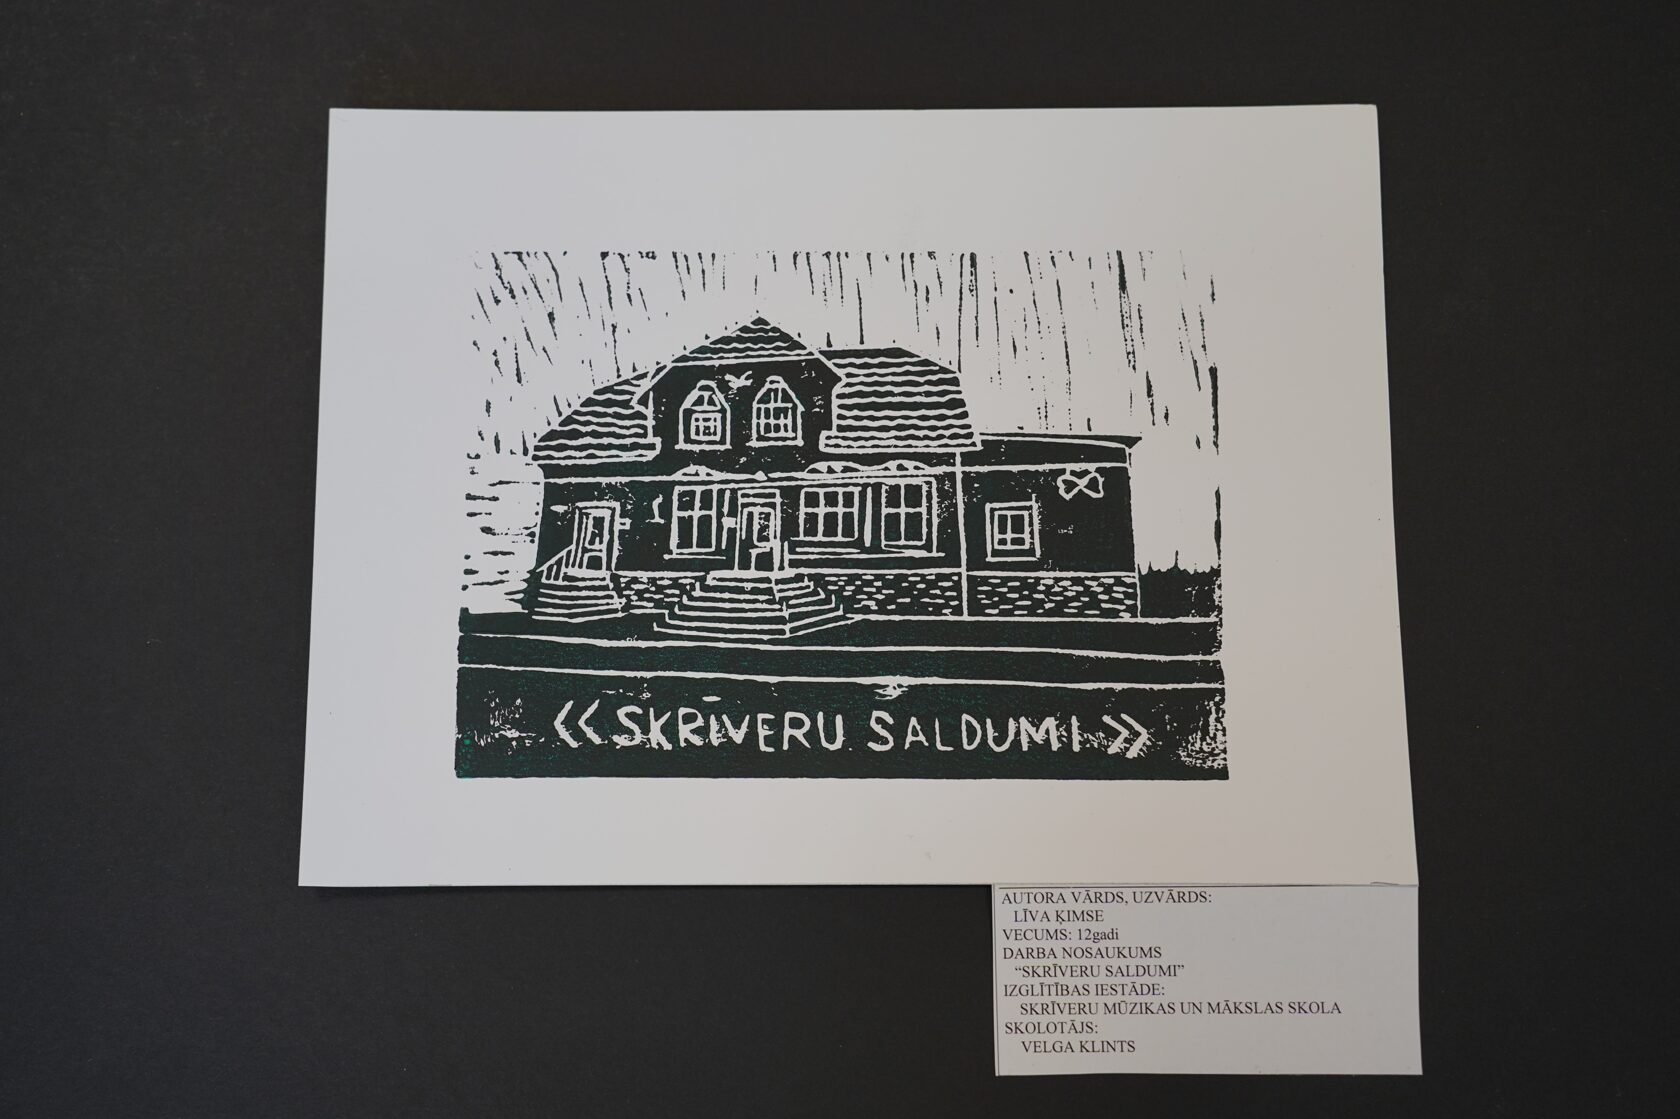 << SKRĪVERU SALDUMI >>
AUTORA VĀRDS, UZVĀRDS:
LĪVA ĶIMSE
VECUMS: 12gadi
DARBA NOSAUKUMS
“SKRĪVERU SALDUMI”
IZGLĪTĪBAS IESTĀDE:
SKRĪVERU MŪZIKAS UN MĀKSLAS SKOLA
SKOLOTĀJS:
VELGA KLINTS